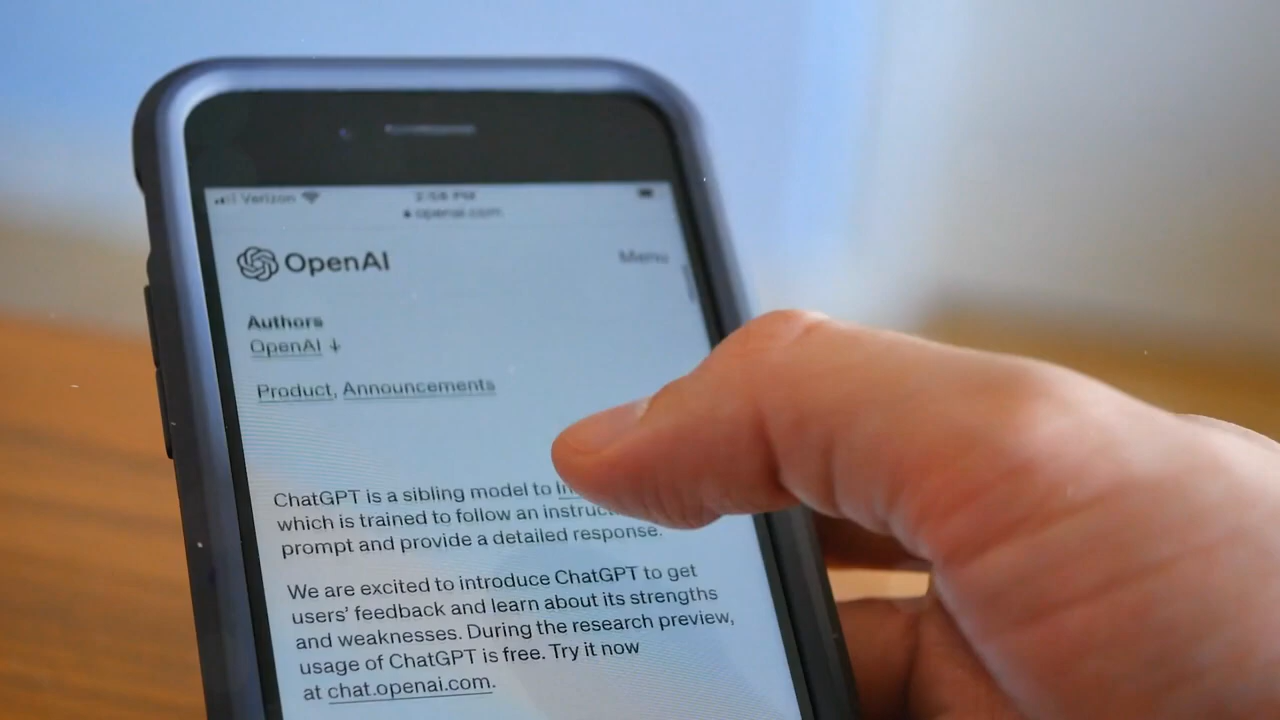 Verizon
2:58 PM
openai.com
OpenAI
Menu
Authors
OpenAI ↓
Product, Announcements
ChatGPT is a sibling model to
which is trained to follow an
prompt and provide a detailed response.
We are excited to introduce ChatGPT to get
users' feedback and learn about its strengths
and weaknesses. During the research preview,
usage of ChatGPT is free. Try it now
at chat.openai.com.